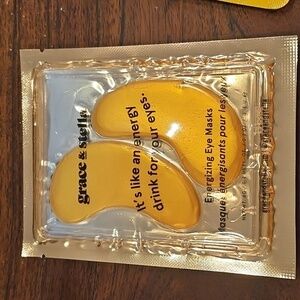 grace & stella
It's like an energy
drink for your eyes.
Energizing Eye Masks
Masques énergisants pour les yeux